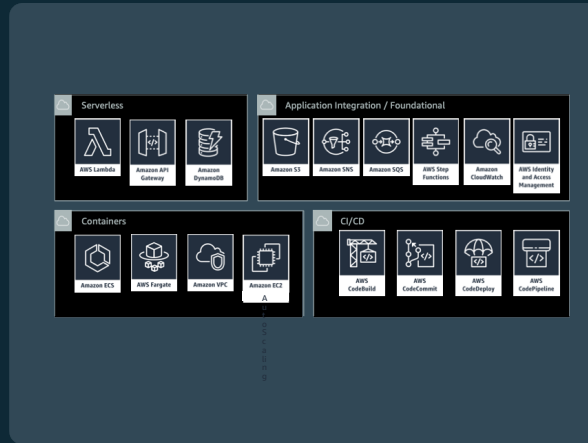 Serverless
AWS Lambda
Amazon API
Gateway
Amazon
DynamoDB
Application Integration / Foundational
Amazon S3
Amazon SNS
Amazon SQS
AWS Step
Functions
Amazon
CloudWatch
AWS Identity
and Access
Management
Containers
Amazon ECS
AWS Fargate
Amazon VPC
Amazon EC2
A
u
t
o
S
c
a
l
i
n
g
CI/CD
AWS
CodeBuild
AWS
CodeCommit
AWS
CodeDeploy
AWS
CodePipeline